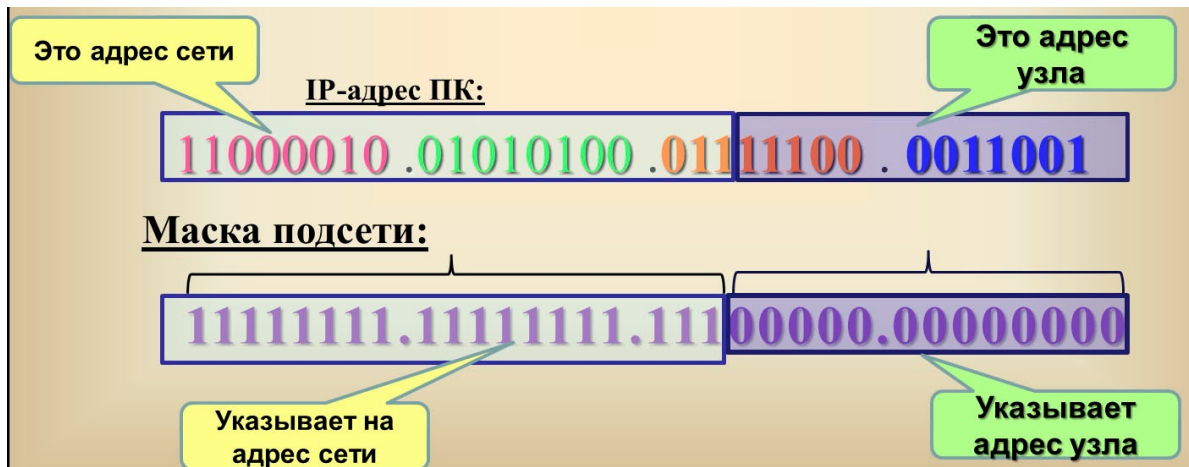 Это адрес сети
Это адрес
узла
IP-адрес ПК:
11000010 .01010100 .01111100 . 0011001
Маска подсети:
11111111.11111111.11100000.00000000
Указывает на
адрес сети
Указывает
адрес узла